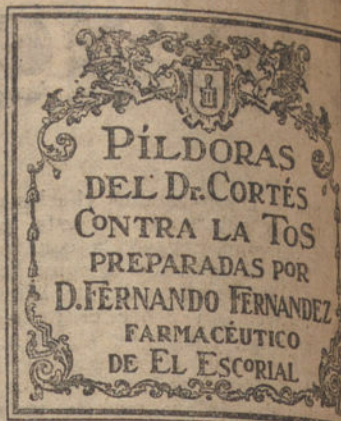 PÍLDORAS
DEL Dr. CORTÉS
CONTRA LA TOS
PREPARADAS POR
D. FERNANDO FERNANDEZ
FARMACÉUTICO
DE EL ESCORIAL